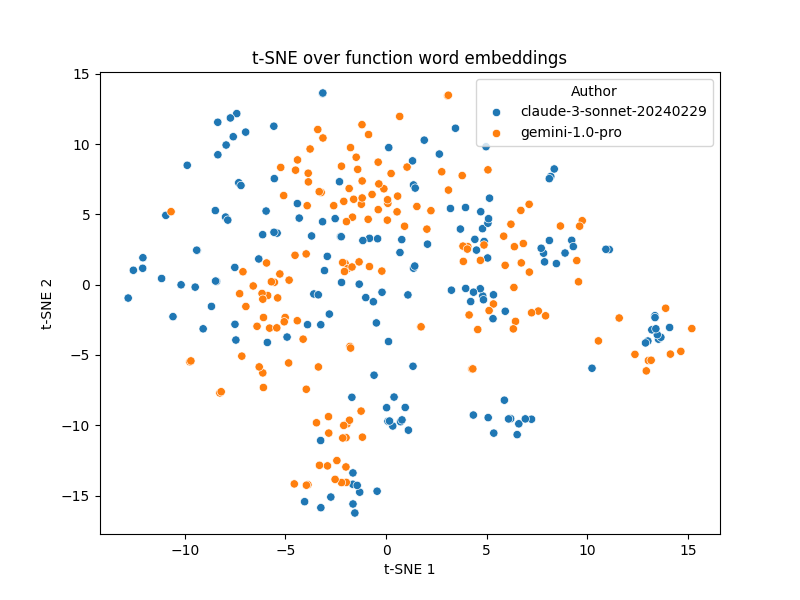 t-SNE over function word embeddings
Author
claude-3-sonnet-20240229
gemini-1.0-pro
15
10
5
0
−5
−10
−15
t-SNE 2
−10
−5
0
5
10
15
t-SNE 1